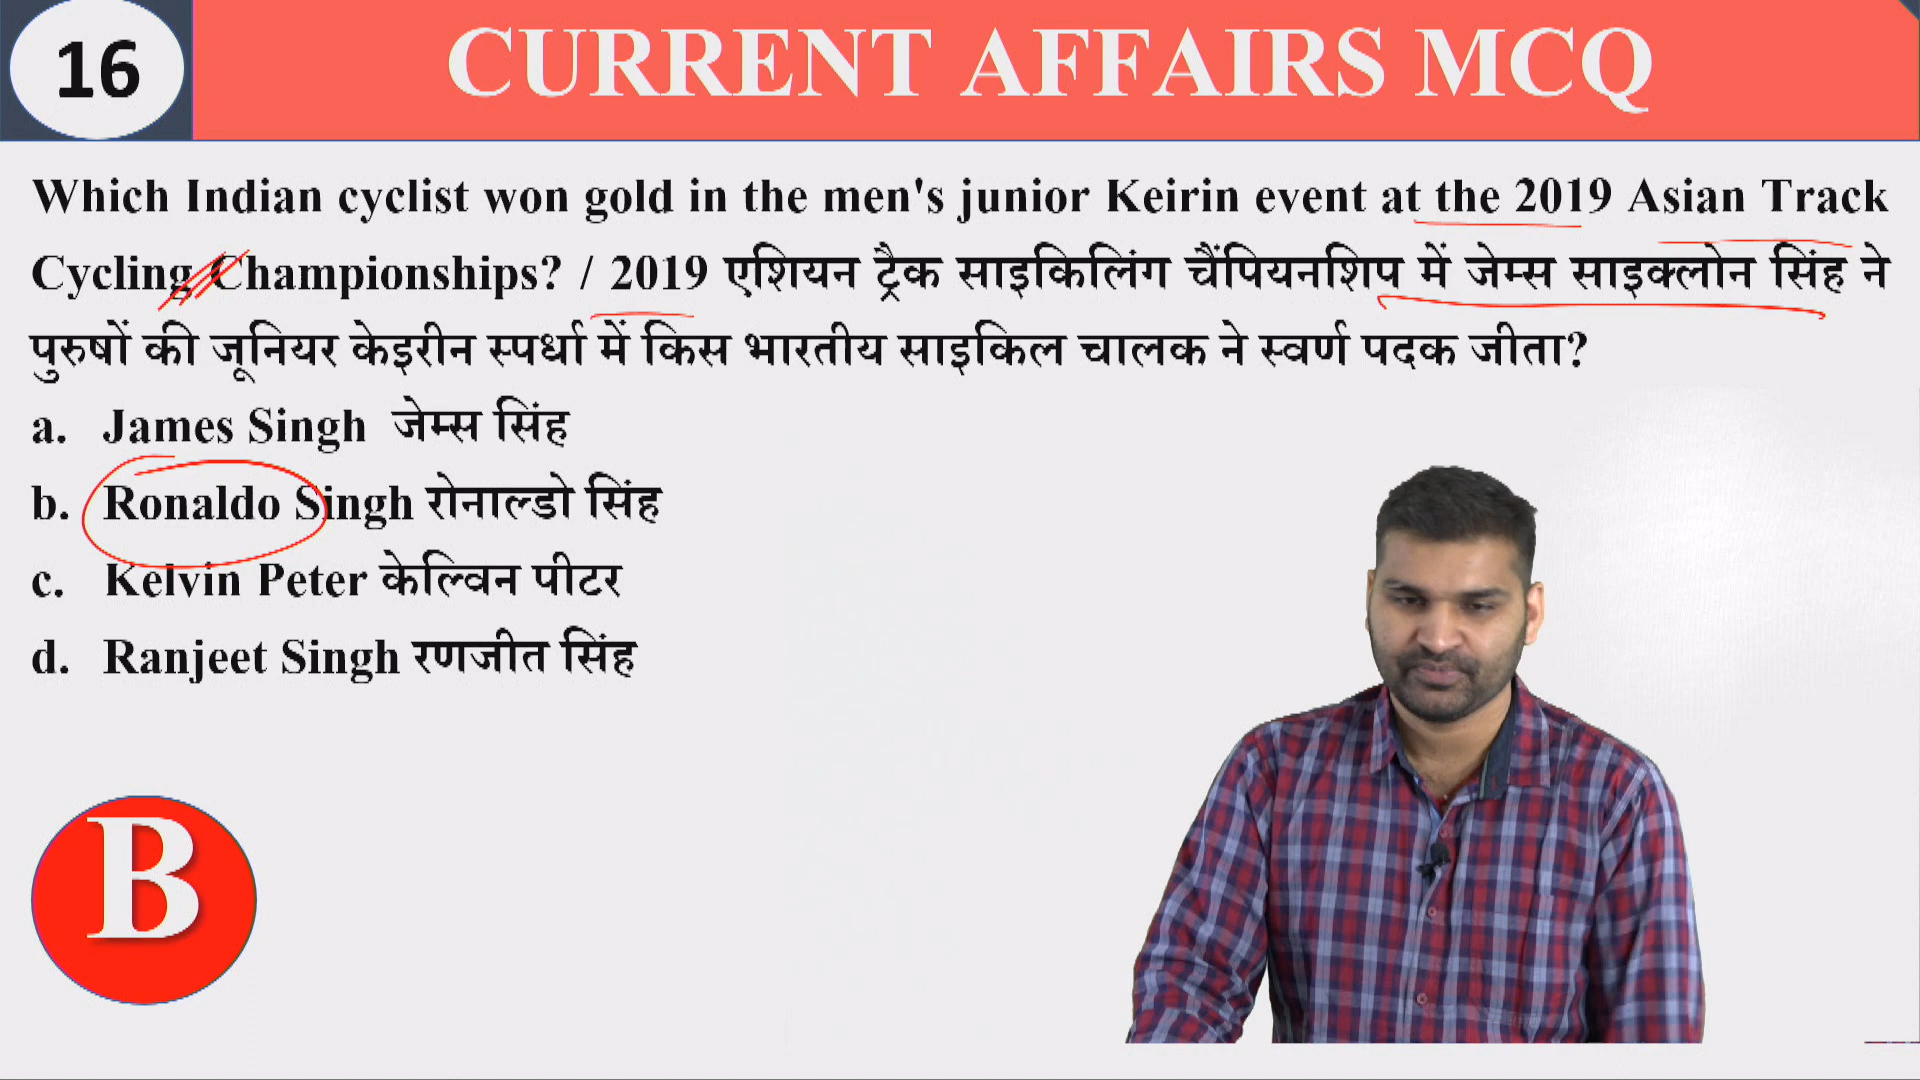 16
CURRENT AFFAIRS MCQ
Which Indian cyclist won gold in the men's junior Keirin event at the 2019 Asian Track
Cycling Championships? / 2019 एशियन ट्रैक साइकिलिंग चैंपियनशिप में जेम्स साइक्लोन सिंह ने
पुरुषों की जूनियर केइरीन स्पर्धा में किस भारतीय साइकिल चालक ने स्वर्ण पदक जीता?
a. James Singh जेम्स सिंह
b. Ronaldo Singh रोनाल्डो सिंह
c. Kelvin Peter केल्विन पीटर
d. Ranjeet Singh रणजीत सिंह
B